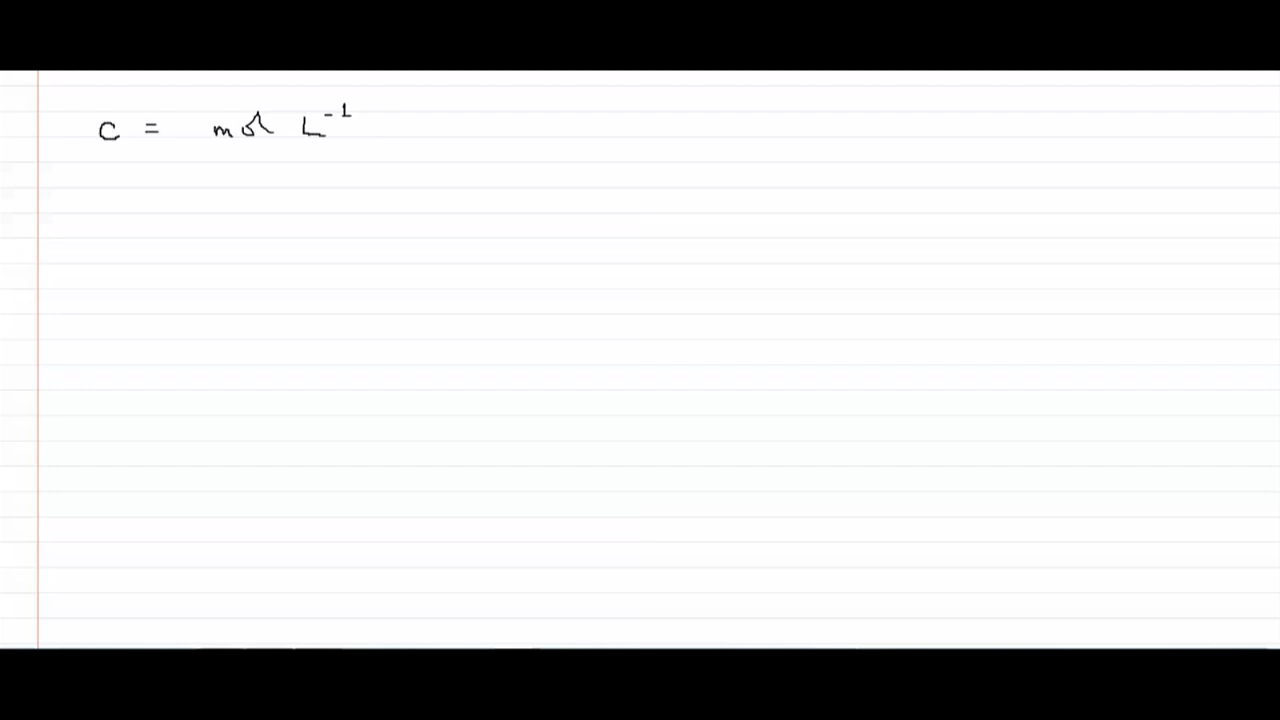 c = mol L⁻¹